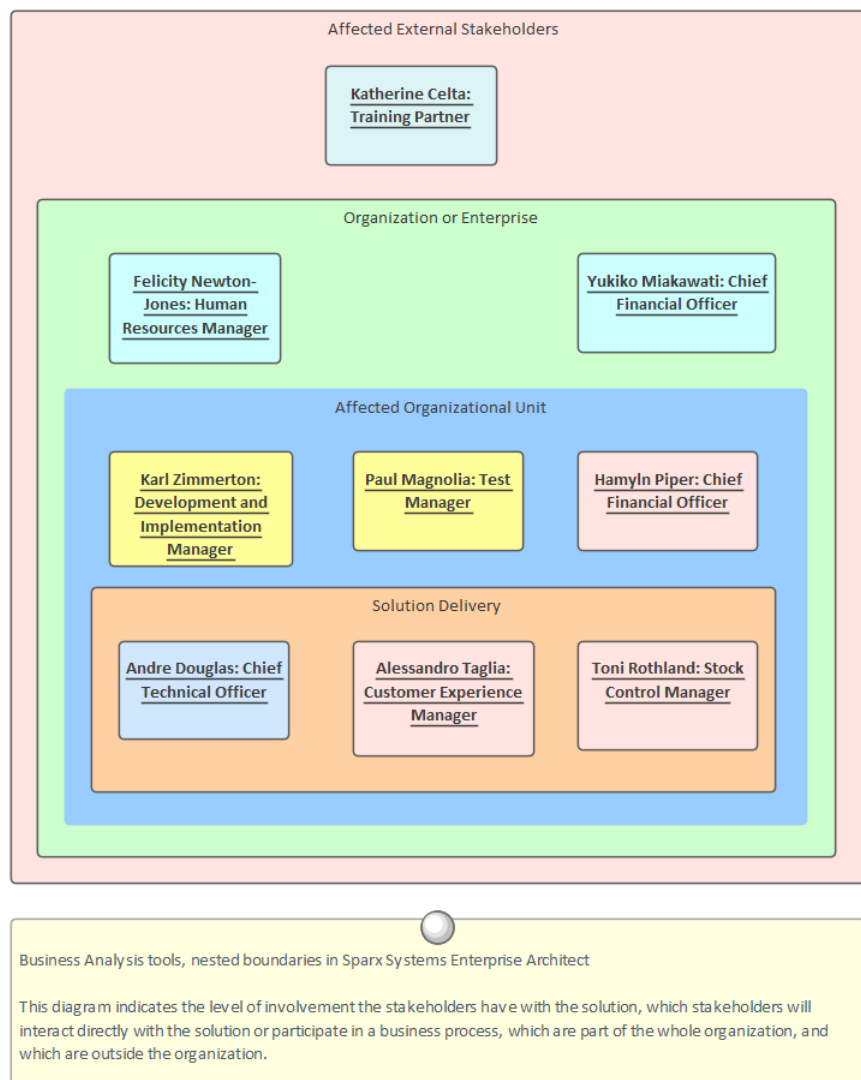 Affected External Stakeholders
Katherine Celta:
Training Partner
Organization or Enterprise
Felicity Newton-
Jones: Human
Resources Manager
Yukiko Miakawati: Chief
Financial Officer
Affected Organizational Unit
Karl Zimmerton:
Development and
Implementation
Manager
Paul Magnolia: Test
Manager
Hamyln Piper: Chief
Financial Officer
Solution Delivery
Andre Douglas: Chief
Technical Officer
Alessandro Taglia:
Customer Experience
Manager
Toni Rothland: Stock
Control Manager
Business Analysis tools, nested boundaries in Sparx Systems Enterprise Architect
This diagram indicates the level of involvement the stakeholders have with the solution, which stakeholders will
interact directly with the solution or participate in a business process, which are part of the whole organization, and
which are outside the organization.